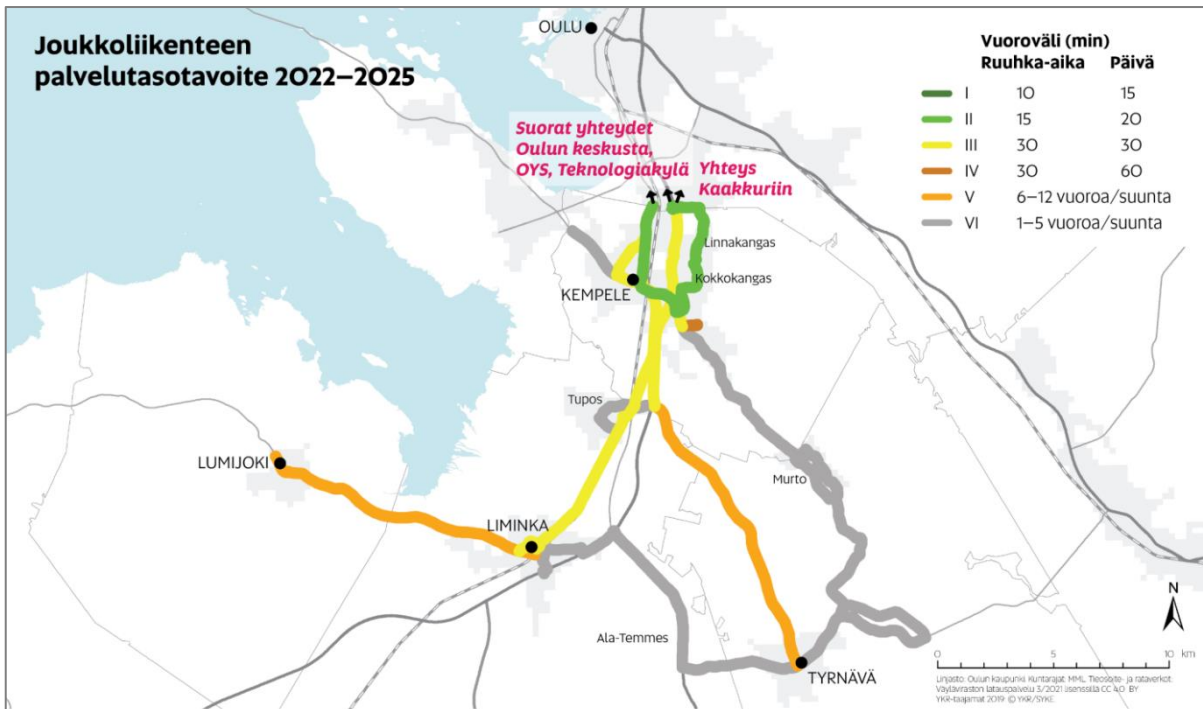 Joukkoliikenteen
palvelutasotavoite 2022–2025
OULU
Vuoroväli (min)
Ruuhka-aika Päivä
I 10 15
II 15 20
III 30 30
IV 30 60
V 6–12 vuoroa/suunta
VI 1–5 vuoroa/suunta
Suorat yhteydet
Oulun keskusta,
OYS, Teknologiakylä
Yhteys
Kaakkuriin
Linnakangas
Kokkokangas
KEMPELE
Tupos
LUMIJOKI
Murto
LIMINKA
Ala-Temmes
TYRNÄVÄ
N
0 5 10 km
Linjasto: Oulun kaupunki. Kuntarajat: MML. Tieosoite- ja rataverkot:
Väyläviraston latauspalvelu 3/2021 lisenssillä CC 4.0 BY
YKR-taajamat 2019: © YKR/SYKE